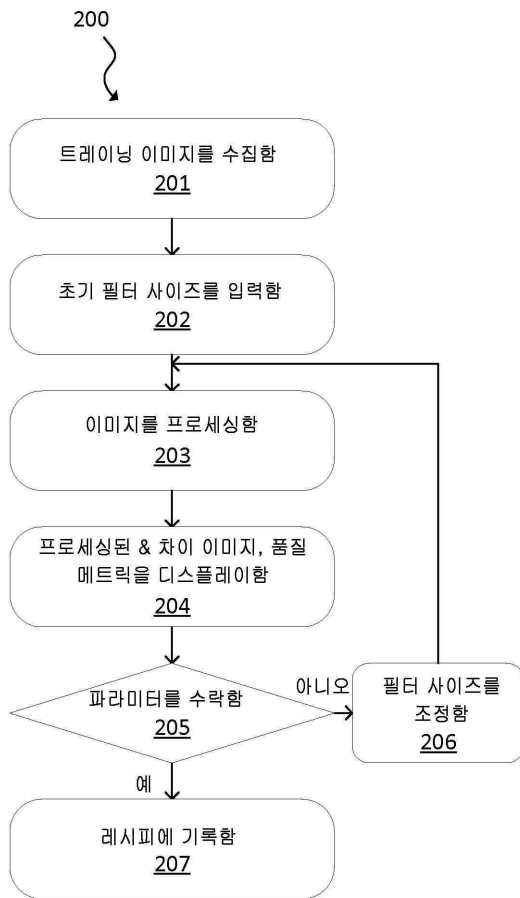 200
트레이닝 이미지를 수집함
201
초기 필터 사이즈를 입력함
202
이미지를 프로세싱함
203
프로세싱된 & 차이 이미지, 품질
메트릭을 디스플레이함
204
파라미터를 수락함
205
아니오
필터 사이즈를
조정함
206
예
레시피에 기록함
207